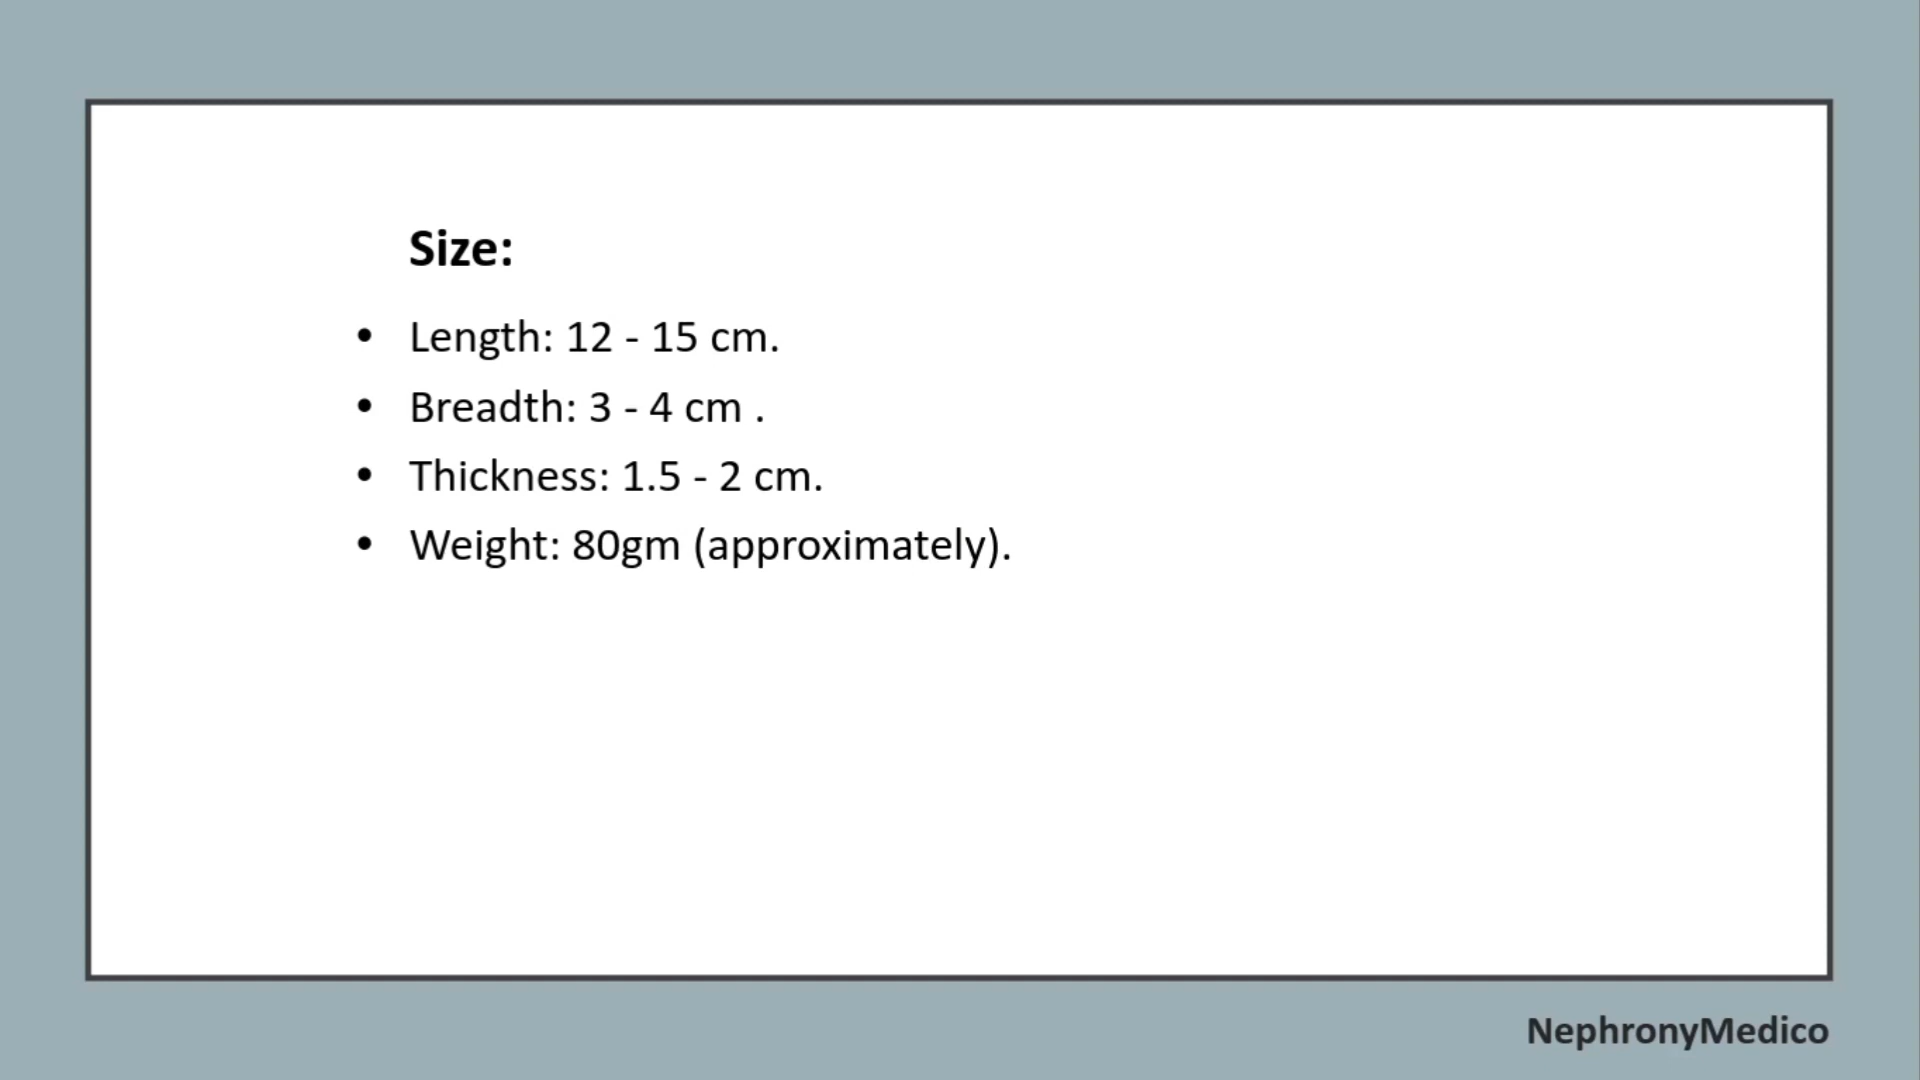 Size:
• Length: 12 - 15 cm.
• Breadth: 3 - 4 cm .
• Thickness: 1.5 - 2 cm.
• Weight: 80gm (approximately).
NephronyMedico